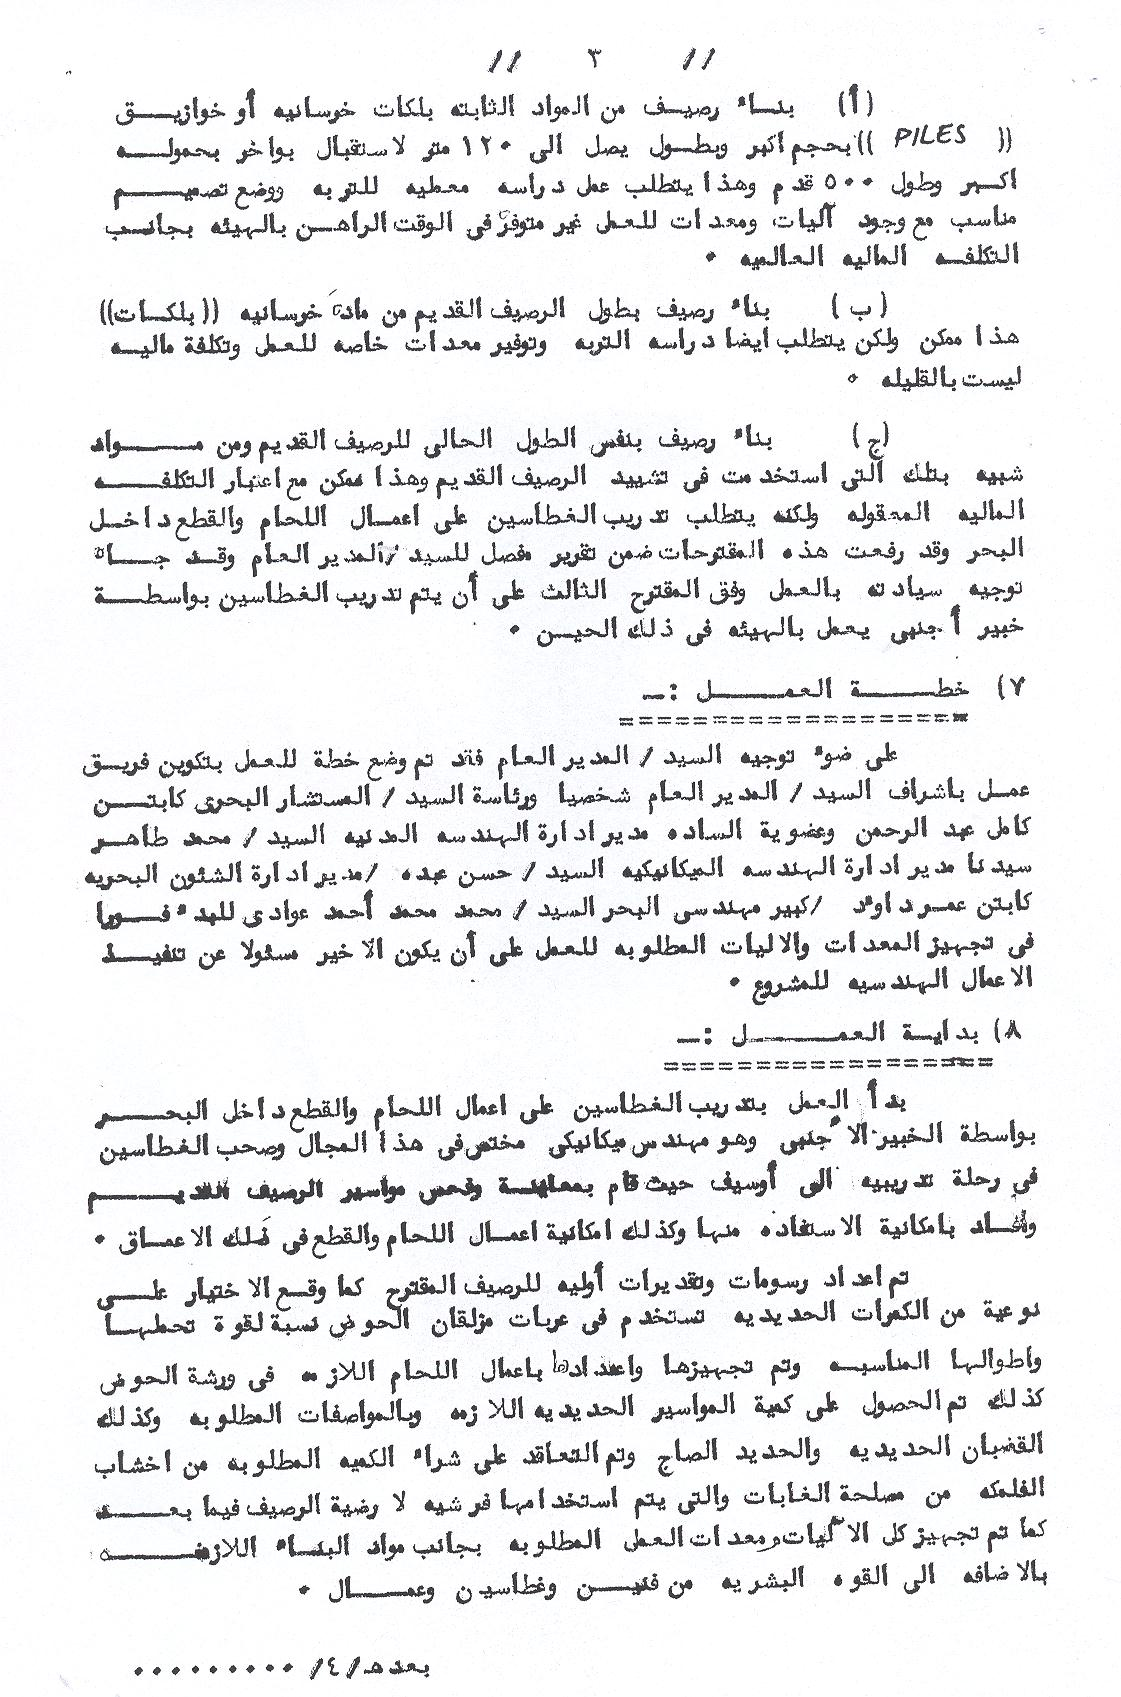 // ٣ //
(أ) بناء رصيف من المواد الثابته بلكات خرسانيه أو خوازيق
(( PILES )) بحجم اكبر وبطول يصل الى ١٢٠ متر لاستقبال بواخر بحموله
اكبر وطول ٥٠٠ قدم وهذا يتطلب عمل دراسه معمليه للتربه ووضع تصميم
مناسب مع وجود آليات ومعدات للعمل غير متوفرة فى الوقت الراهن بالهيئه بجانب
التكلفه الماليه العالميه ٠
(ب) بناء رصيف بطول الرصيف القديم من مادة خرسانيه ((بلكات))
هذا ممكن ولكن يتطلب ايضا دراسه التربه وتوفير معدات خاصه للعمل وتكلفة ماليه
ليست بالقليله ٠
(ج) بناء رصيف بنفس الطول الحالى للرصيف القديم ومن مواد
شبيه بتلك التى استخدمت فى تشييد الرصيف القديم وهذا ممكن مع اعتبار التكلفه
الماليه المعقوله ولكنه يتطلب تدريب الغطاسين على اعمال اللحام والقطع داخل
البحر وقد رفعت هذه المقترحات ضمن تقرير مفصل للسيد /المدير العام وقد جاء
توجيه سيادته بالعمل وفق المقترح الثالث على أن يتم تدريب الغطاسين بواسطة
خبير أجنبى يعمل بالهيئه فى ذلك الحين ٠
٧) خطة العمل :ـ
===================
على ضوء توجيه السيد / المدير العام فقد تم وضع خطة للعمل بتكوين فريق
عمل باشراف السيد / المدير العام شخصيا ورئاسة السيد / المستشار البحرى كابتن
كامل عبد الرحمن وعضوية الساده مدير ادارة الهندسه المدنيه السيد / محمد طاهر
سيدنا مدير ادارة الهندسه الميكانيكيه السيد / حسن عبده /مدير ادارة الشئون البحريه
كابتن عمر داود /كبير مهندسى البحر السيد / محمد محمد أحمد عوادى للبدء فورا
فى تجهيز المعدات والاليات المطلوبه للعمل على أن يكون الاخير مسئولا عن تنفيذ
الاعمال الهندسيه للمشروع ٠
٨) بداية العمل :ـ
==================
بدأ العمل بتدريب الغطاسين على اعمال اللحام والقطع داخل البحر
بواسطة الخبير الاجنبى وهو مهندس ميكانيكى مختص فى هذا المجال وصحب الغطاسين
فى رحلة تدريبيه الى أوسيف حيث قام بمعاينة وفحص مواسير الرصيف القديم
وأفاد بامكانية الاستفاده منها وكذلك امكانية اعمال اللحام والقطع فى تلك الاعماق ٠
تم اعداد رسومات وتقديرات أوليه للرصيف المقترح كما وقع الاختيار على
نوعية من الكمرات الحديديه تستخدم فى عربات مزلقان الحوض نسبة لقوة تحملها
واطوالها المناسبه وتم تجهيزها واعدادها باعمال اللحام اللازمه فى ورشة الحوض
كذلك تم الحصول على كمية المواسير الحديديه اللازمه وبالمواصفات المطلوبه وكذلك
القضبان الحديديه والحديد الصاج وتم التعاقد على شراء الكميه المطلوبه من اخشاب
الفلمكه من مصلحة الغابات والتى يتم استخدامها فرشيه لارضية الرصيف فيما بعد
كما تم تجهيز كل الآليات ومعدات العمل المطلوبه بجانب مواد البناء اللازمه
بالاضافه الى القوه البشريه من فنيين وغطاسين وعمال ٠
بعده /٤/ ٠٠٠٠٠٠٠٠٠